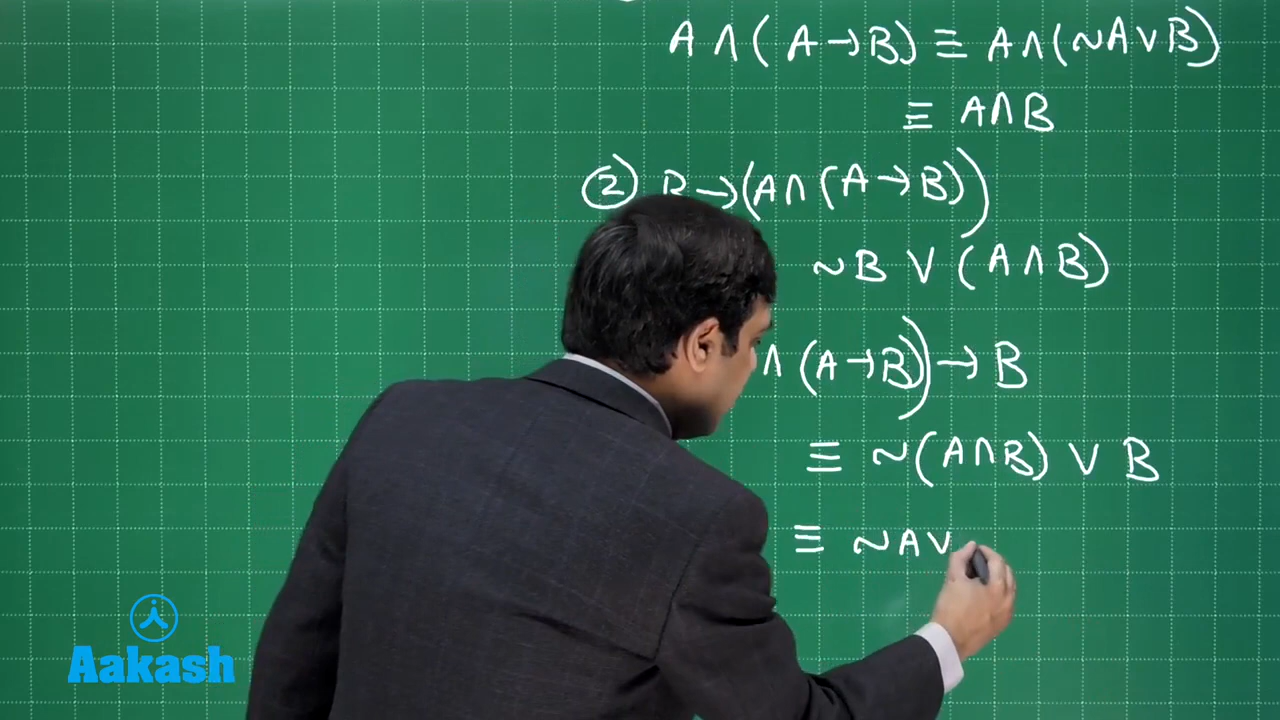 A ∧ ( A → B) ≡ A ∧ (~A ∨ B)
≡ A ∧ B
② B → (A ∧ (A → B))
~B ∨ (A ∧ B)
∧ (A → B)) → B
≡ ~(A ∧ B) ∨ B
≡ ~A ∨
Aakash